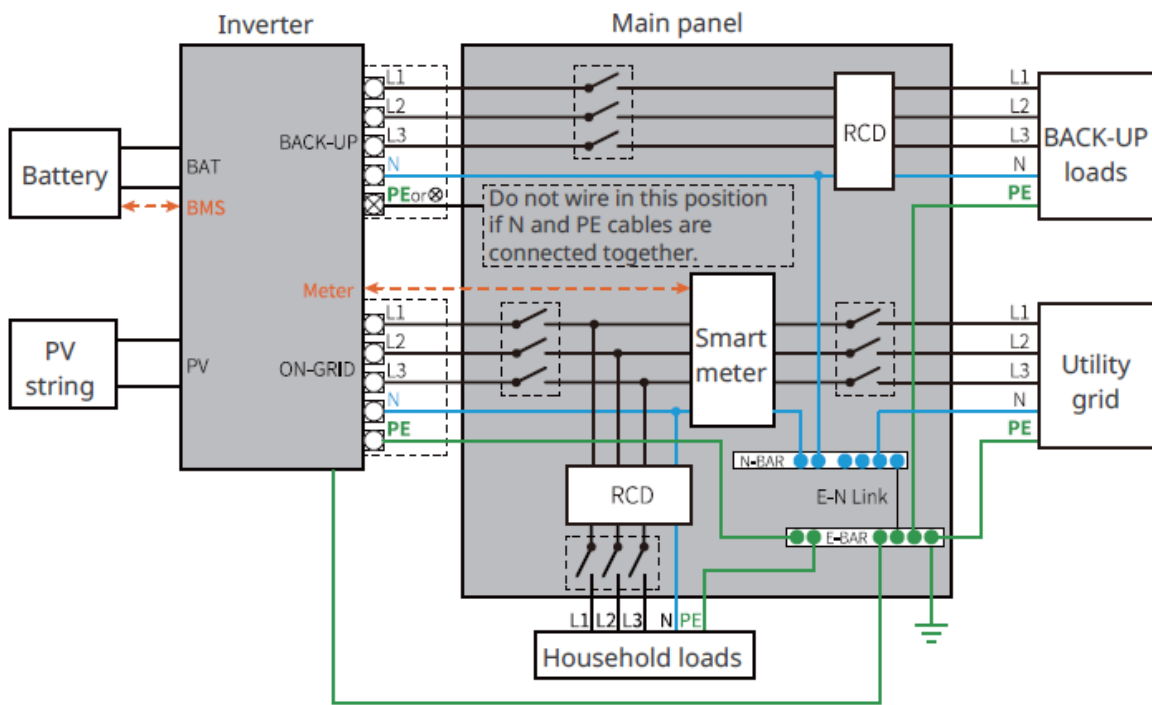 Inverter
Main panel
L1
L2
L3
N
PEor⊗
BACK-UP
Battery
BAT
BMS
RCD
L1
L2
L3
N
PE
BACK-UP
loads
Do not wire in this position
if N and PE cables are
connected together.
Meter
L1
L2
L3
N
PE
ON-GRID
PV
string
PV
Smart
meter
L1
L2
L3
N
PE
Utility
grid
N-BAR
E-N Link
E-BAR
RCD
L1 L2 L3 N PE
Household loads